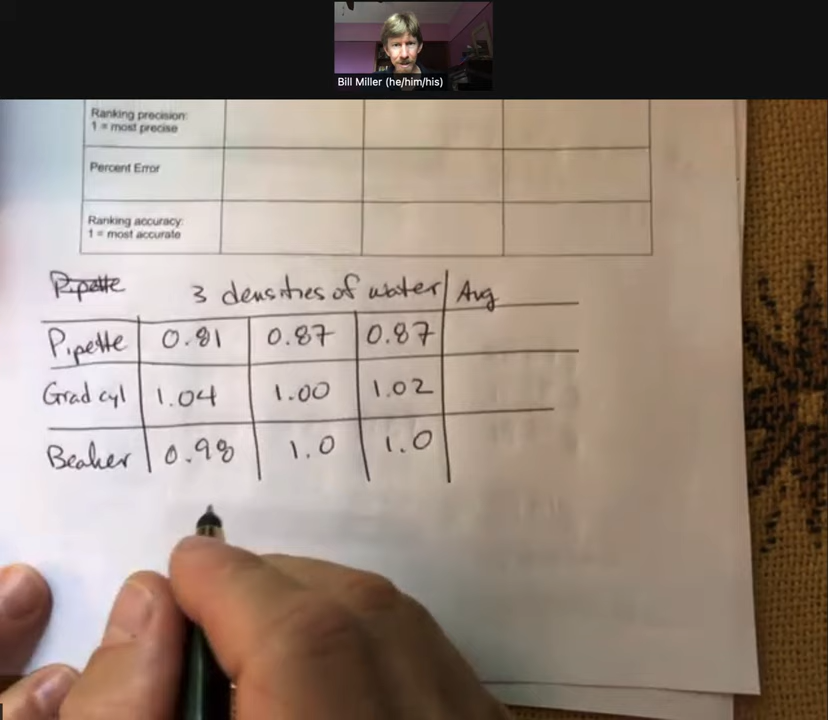 Bill Miller (he/him/his)
Ranking precision:
1 = most precise
Percent Error
Ranking accuracy:
1 = most accurate
Pipette 3 densities of water Avg
Pipette 0.81 0.87 0.87
Grad cyl 1.04 1.00 1.02
Beaker 0.98 1.0 1.0